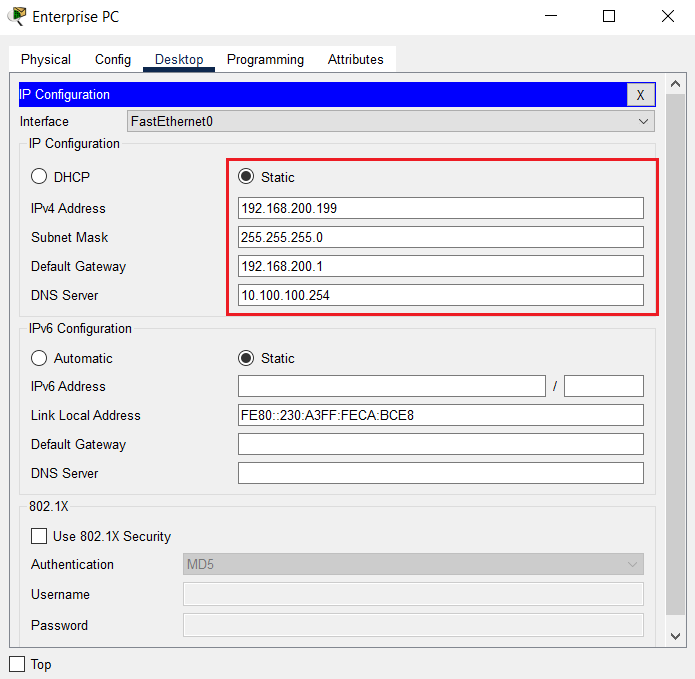 Enterprise PC
Physical Config Desktop Programming Attributes
IP Configuration X
Interface FastEthernet0
IP Configuration
DHCP Static
IPv4 Address 192.168.200.199
Subnet Mask 255.255.255.0
Default Gateway 192.168.200.1
DNS Server 10.100.100.254
IPv6 Configuration
Automatic Static
IPv6 Address /
Link Local Address FE80::230:A3FF:FECA:BCE8
Default Gateway
DNS Server
802.1X
Use 802.1X Security
Authentication MD5
Username
Password
Top